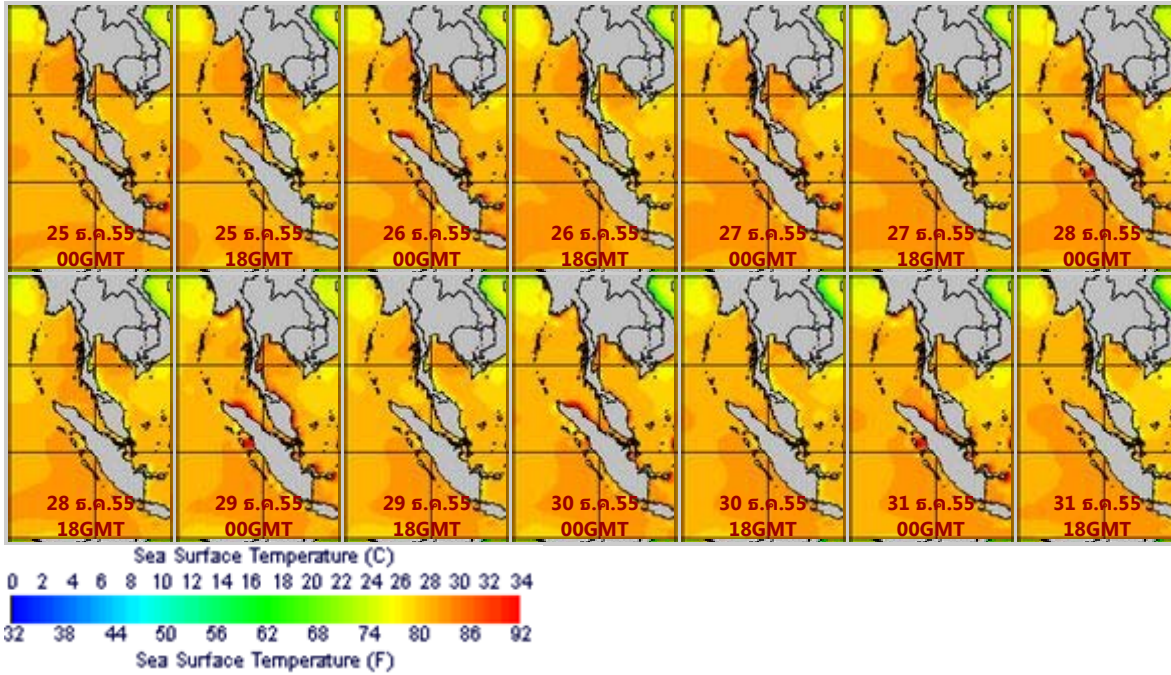 25 ธ.ค.55
00GMT
25 ธ.ค.55
18GMT
26 ธ.ค.55
00GMT
26 ธ.ค.55
18GMT
27 ธ.ค.55
00GMT
27 ธ.ค.55
18GMT
28 ธ.ค.55
00GMT
28 ธ.ค.55
18GMT
29 ธ.ค.55
00GMT
29 ธ.ค.55
18GMT
30 ธ.ค.55
00GMT
30 ธ.ค.55
18GMT
31 ธ.ค.55
00GMT
31 ธ.ค.55
18GMT
Sea Surface Temperature (C)
0 2 4 6 8 10 12 14 16 18 20 22 24 26 28 30 32 34
32 38 44 50 56 62 68 74 80 86 92
Sea Surface Temperature (F)